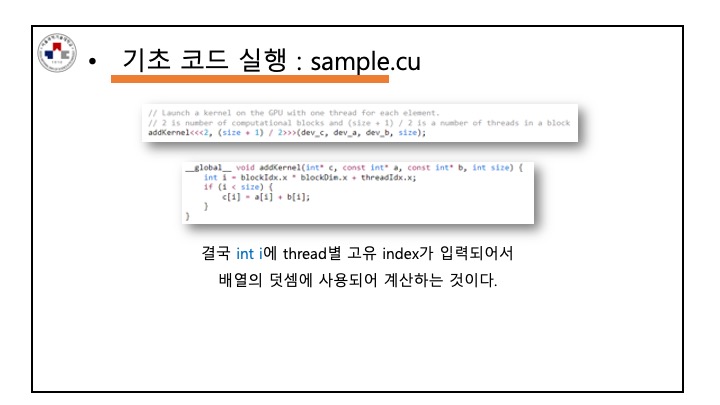 • 기초 코드 실행 : sample.cu
// Launch a kernel on the GPU with one thread for each element.
// 2 is number of computational blocks and (size + 1) / 2 is a number of threads in a block
addKernel<<<2, (size + 1) / 2>>>(dev_c, dev_a, dev_b, size);
__global__ void addKernel(int* c, const int* a, const int* b, int size) {
int i = blockIdx.x * blockDim.x + threadIdx.x;
if (i < size) {
c[i] = a[i] + b[i];
}
}
결국 int i에 thread별 고유 index가 입력되어서
배열의 덧셈에 사용되어 계산하는 것이다.